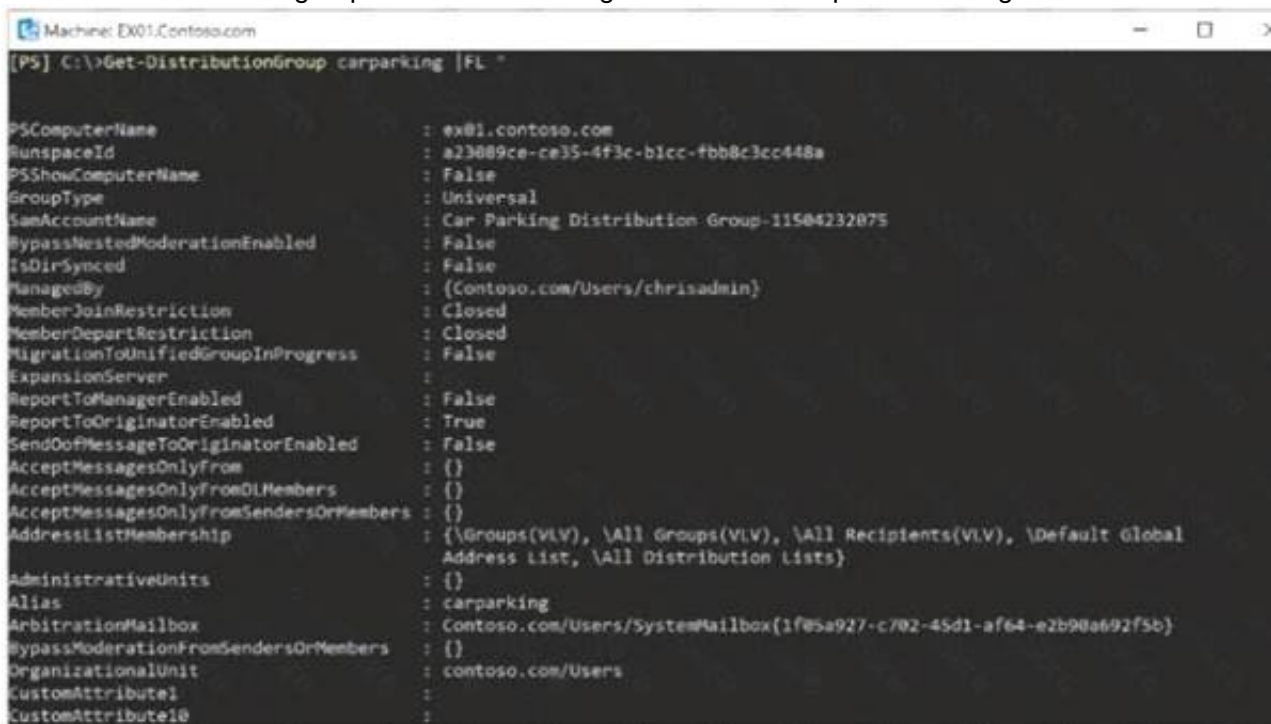 Machine: EX01.Contoso.com
[PS] C:\>Get-DistributionGroup carparking |FL *
PSComputerName : ex01.contoso.com
RunspaceId : a23089ce-ce35-4f3c-b1cc-fbb8c3cc448a
PSShowComputerName : False
GroupType : Universal
SamAccountName : Car Parking Distribution Group-11504232075
BypassNestedModerationEnabled : False
IsDirSynced : False
ManagedBy : {Contoso.com/Users/chrisadmin}
MemberJoinRestriction : Closed
MemberDepartRestriction : Closed
MigrationToUnifiedGroupInProgress : False
ExpansionServer :
ReportToManagerEnabled : False
ReportToOriginatorEnabled : True
SendOofMessageToOriginatorEnabled : False
AcceptMessagesOnlyFrom : {}
AcceptMessagesOnlyFromDLMembers : {}
AcceptMessagesOnlyFromSendersOrMembers : {}
AddressListMembership : {\Groups(VLV), \All Groups(VLV), \All Recipients(VLV), \Default Global
Address List, \All Distribution Lists}
AdministrativeUnits : {}
Alias : carparking
ArbitrationMailbox : Contoso.com/Users/SystemMailbox{1f05a927-c702-45d1-af64-e2b90a692f5b}
BypassModerationFromSendersOrMembers : {}
OrganizationalUnit : contoso.com/Users
CustomAttribute1 :
CustomAttribute10 :